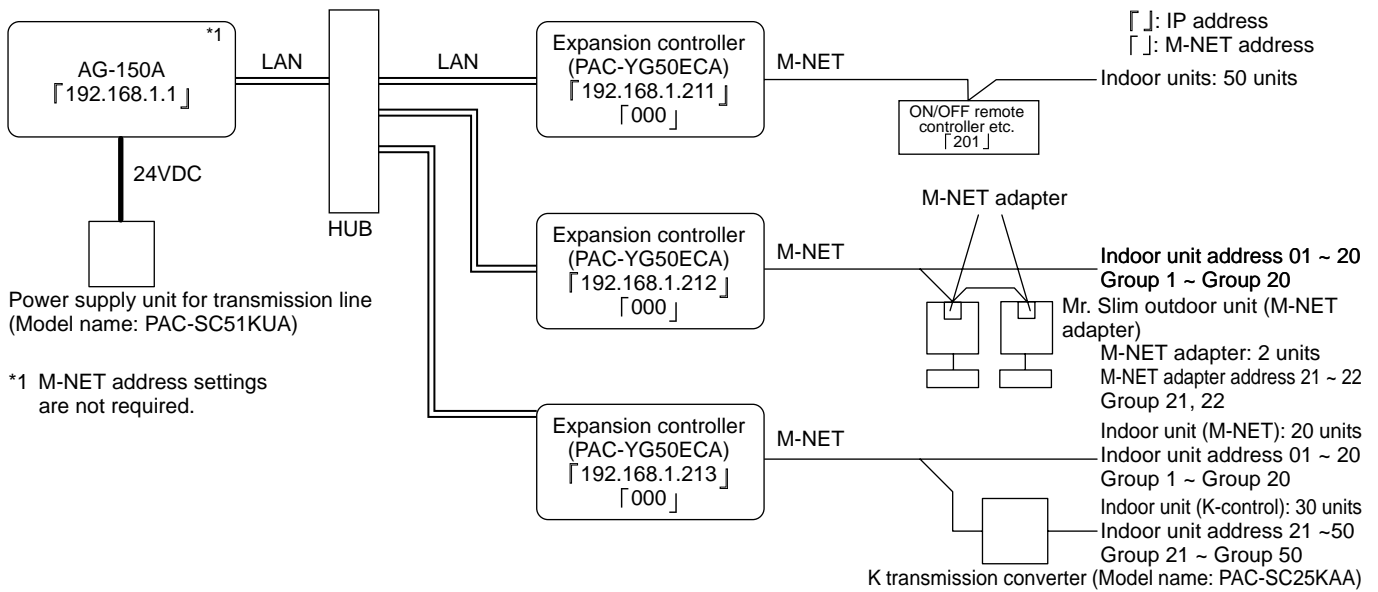 *1
AG-150A
『192.168.1.1』
LAN
LAN
24VDC
HUB
Power supply unit for transmission line
(Model name: PAC-SC51KUA)
*1 M-NET address settings
are not required.
Expansion controller
(PAC-YG50ECA)
『192.168.1.211』
「000」
M-NET
『 』: IP address
「 」: M-NET address
Indoor units: 50 units
ON/OFF remote
controller etc.
「201」
Expansion controller
(PAC-YG50ECA)
『192.168.1.212』
「000」
M-NET
M-NET adapter
Indoor unit address 01 ~ 20
Group 1 ~ Group 20
Mr. Slim outdoor unit (M-NET
adapter)
M-NET adapter: 2 units
M-NET adapter address 21 ~ 22
Group 21, 22
Expansion controller
(PAC-YG50ECA)
『192.168.1.213』
「000」
M-NET
Indoor unit (M-NET): 20 units
Indoor unit address 01 ~ 20
Group 1 ~ Group 20
Indoor unit (K-control): 30 units
Indoor unit address 21 ~50
Group 21 ~ Group 50
K transmission converter (Model name: PAC-SC25KAA)